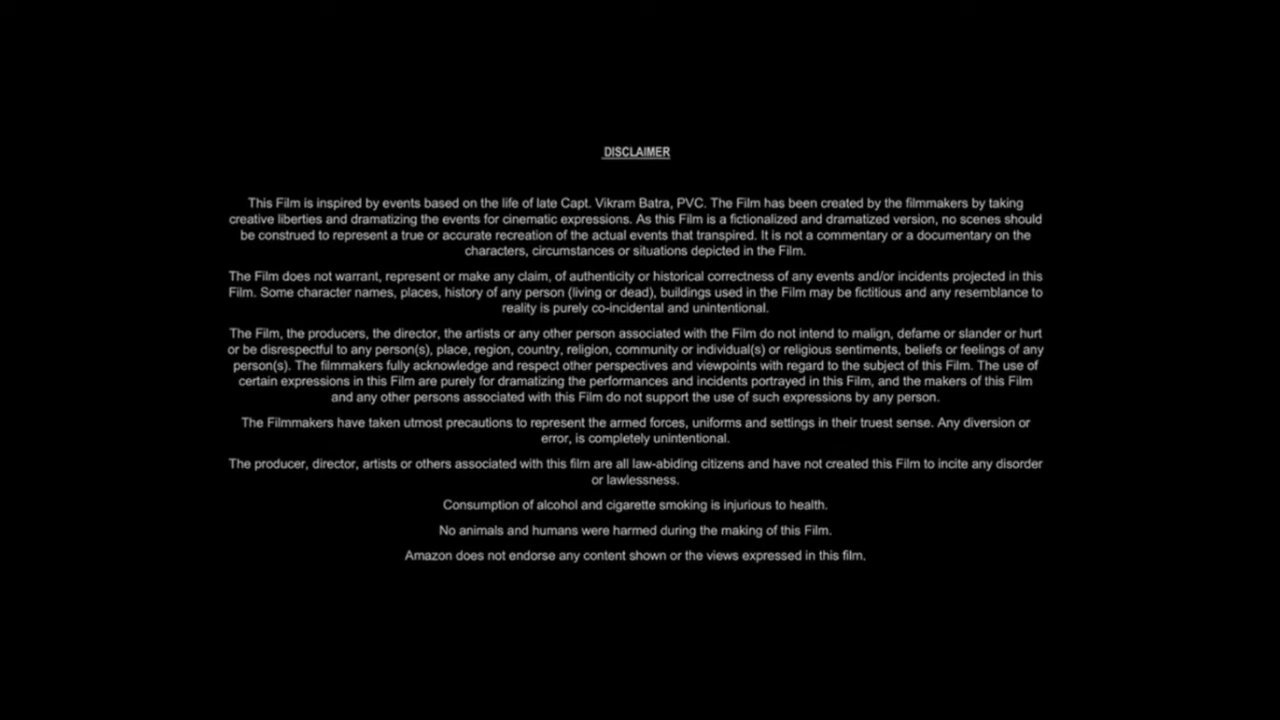 DISCLAIMER
This Film is inspired by events based on the life of late Capt. Vikram Batra, PVC. The Film has been created by the filmmakers by taking
creative liberties and dramatizing the events for cinematic expressions. As this Film is a fictionalized and dramatized version, no scenes should
be construed to represent a true or accurate recreation of the actual events that transpired. It is not a commentary or a documentary on the
characters, circumstances or situations depicted in the Film.
The Film does not warrant, represent or make any claim, of authenticity or historical correctness of any events and/or incidents projected in this
Film. Some character names, places, history of any person (living or dead), buildings used in the Film may be fictitious and any resemblance to
reality is purely co-incidental and unintentional.
The Film, the producers, the director, the artists or any other person associated with the Film do not intend to malign, defame or slander or hurt
or be disrespectful to any person(s), place, region, country, religion, community or individual(s) or religious sentiments, beliefs or feelings of any
person(s). The filmmakers fully acknowledge and respect other perspectives and viewpoints with regard to the subject of this Film. The use of
certain expressions in this Film are purely for dramatizing the performances and incidents portrayed in this Film, and the makers of this Film
and any other persons associated with this Film do not support the use of such expressions by any person.
The Filmmakers have taken utmost precautions to represent the armed forces, uniforms and settings in their truest sense. Any diversion or
error, is completely unintentional.
The producer, director, artists or others associated with this film are all law-abiding citizens and have not created this Film to incite any disorder
or lawlessness.
Consumption of alcohol and cigarette smoking is injurious to health.
No animals and humans were harmed during the making of this Film.
Amazon does not endorse any content shown or the views expressed in this film.